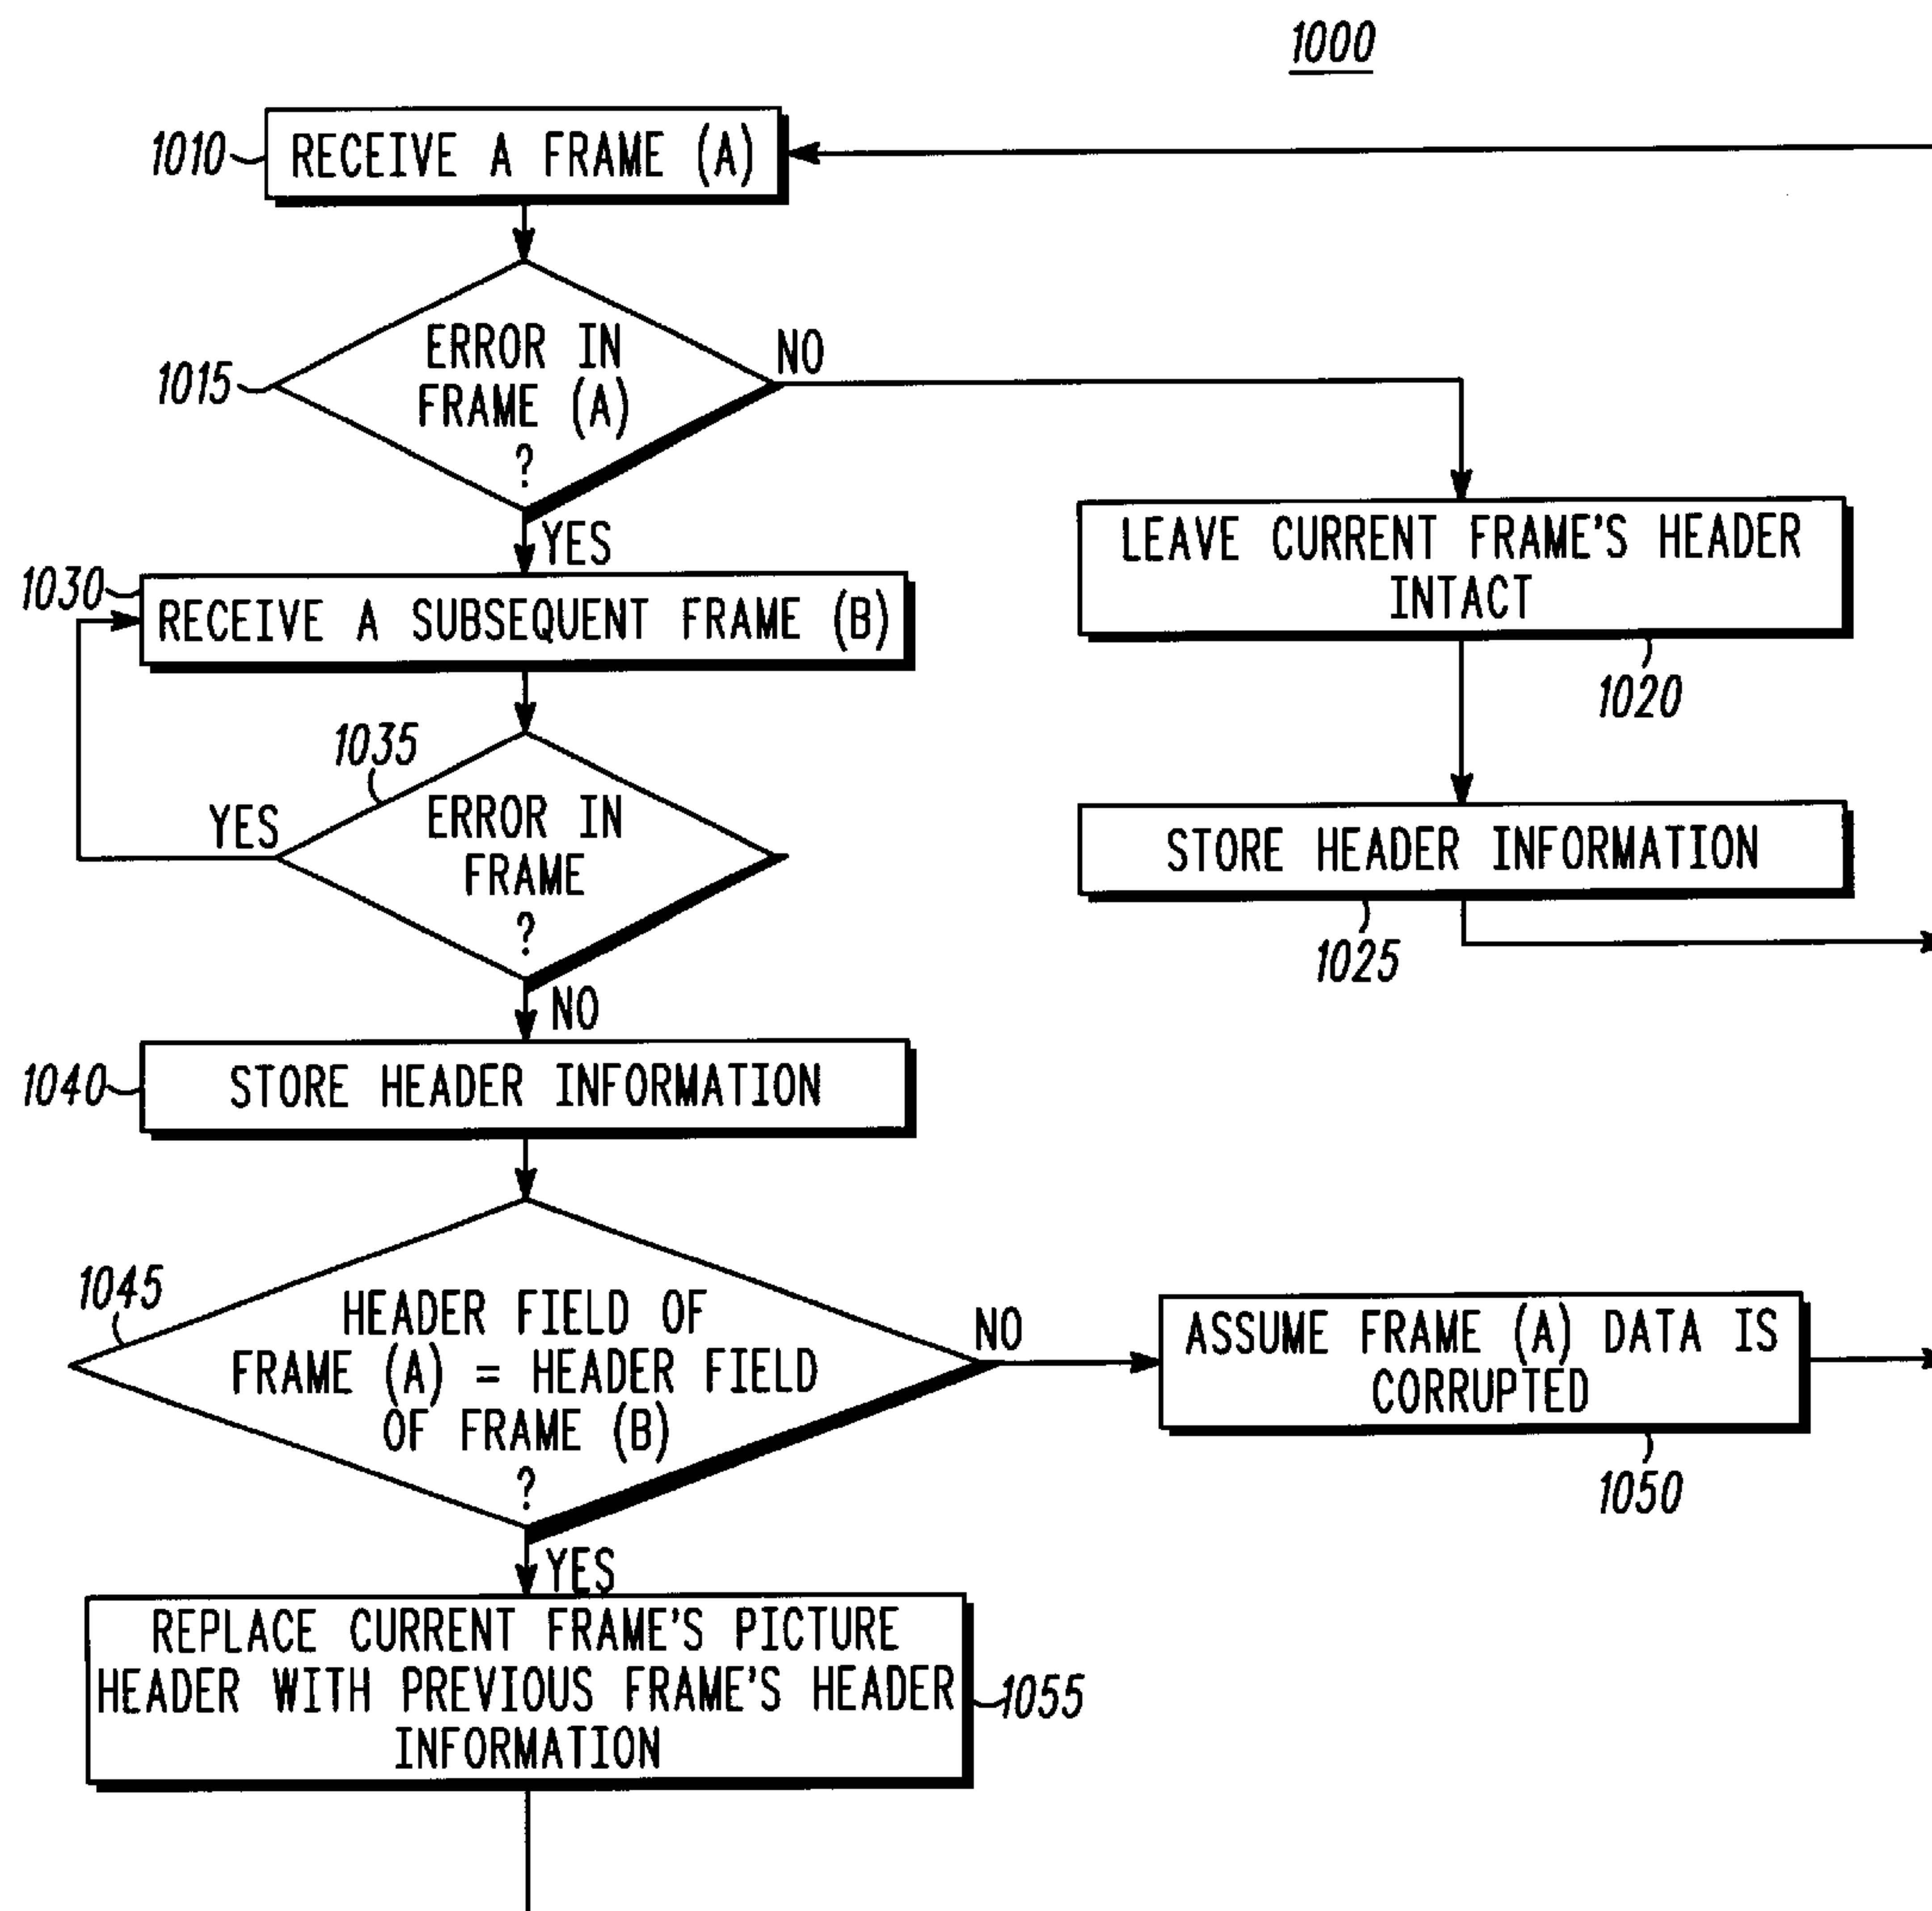 1000
1010
RECEIVE A FRAME (A)
1015
ERROR IN
FRAME (A)
?
NO
YES
LEAVE CURRENT FRAME'S HEADER
INTACT
1020
1030
RECEIVE A SUBSEQUENT FRAME (B)
1035
YES
ERROR IN
FRAME
?
NO
STORE HEADER INFORMATION
1025
1040
STORE HEADER INFORMATION
1045
HEADER FIELD OF
FRAME (A) = HEADER FIELD
OF FRAME (B)
?
NO
YES
ASSUME FRAME (A) DATA IS
CORRUPTED
1050
REPLACE CURRENT FRAME'S PICTURE
HEADER WITH PREVIOUS FRAME'S HEADER
INFORMATION
1055